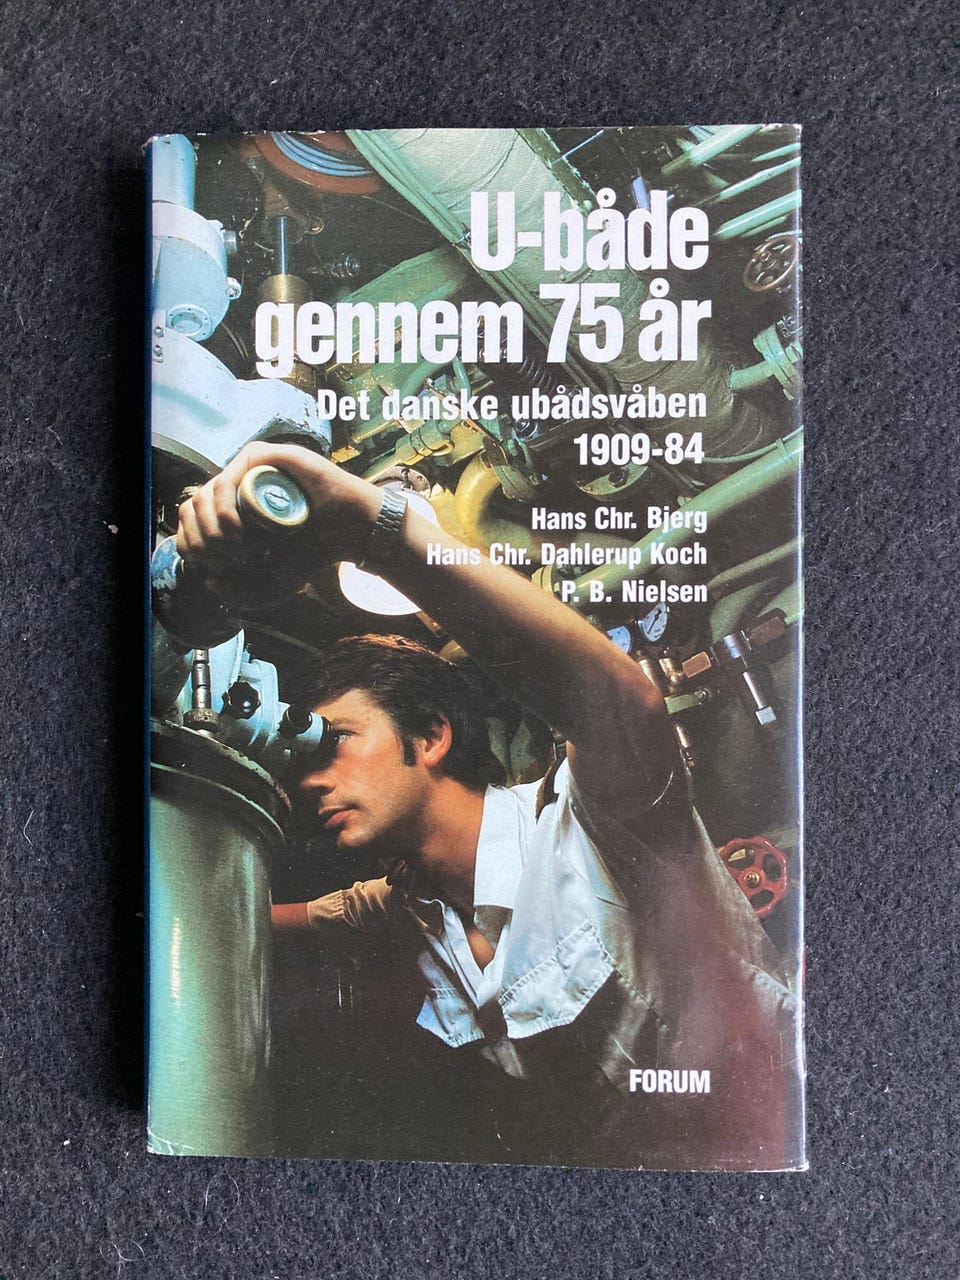 U-både
gennem 75 år
Det danske ubådsvåben
1909-84
Hans Chr. Bjerg
Hans Chr. Dahlerup Koch
P. B. Nielsen
FORUM